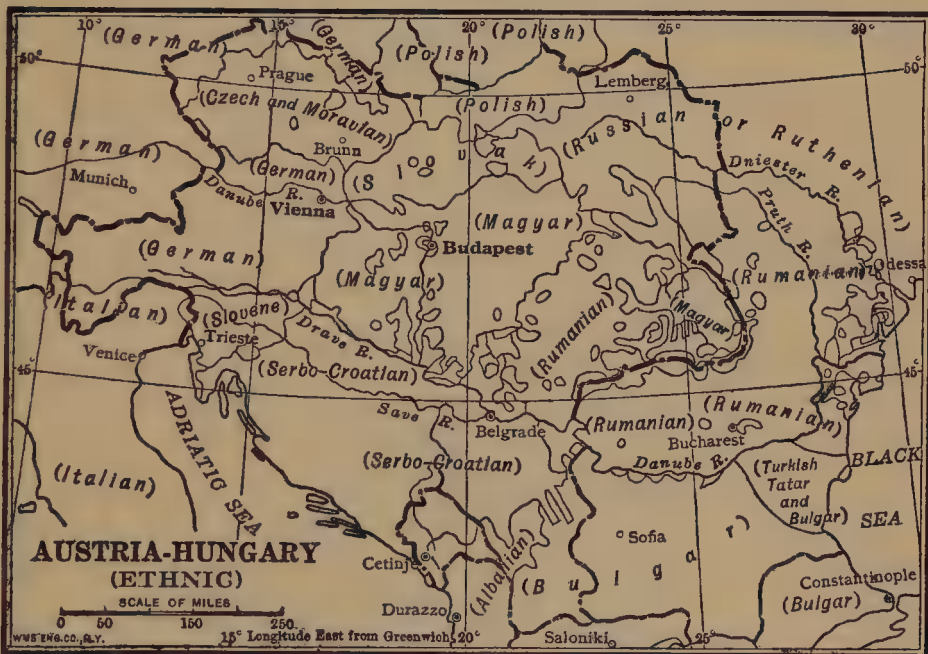 10°
15°
20°
25°
30°
50°
50°
(German)
(German)
(German)
(Polish)
(Polish)
Prague
Lemberg
(Czech and Moravian)
(Polish)
(Russian or Ruthenian)
Brunn
(Slovak)
(German)
(German)
Munich
Danube R.
Vienna
Dniester R.
Pruth R.
(Magyar)
Budapest
(German)
(Magyar)
(Rumanian)
Odessa
(Italian)
(Slovene)
(Rumanian)
(Magyar)
Trieste
Drave R.
Venice
(Serbo-Croatian)
45
45°
Save R.
Belgrade
(Rumanian)
(Rumanian)
Bucharest
ADRIATIC SEA
(Serbo-Croatian)
Danube R.
BLACK
SEA
(Italian)
(Turkish
Tatar
and
Bulgar)
Sofia
(Bulgar)
AUSTRIA-HUNGARY
(ETHNIC)
SCALE OF MILES
0 50 150 250
Cetinje
(Albanian)
Durazzo
Constantinople
(Bulgar)
WMS ENG. CO., N.Y.
15° Longitude East from Greenwich
20°
Saloniki
25°